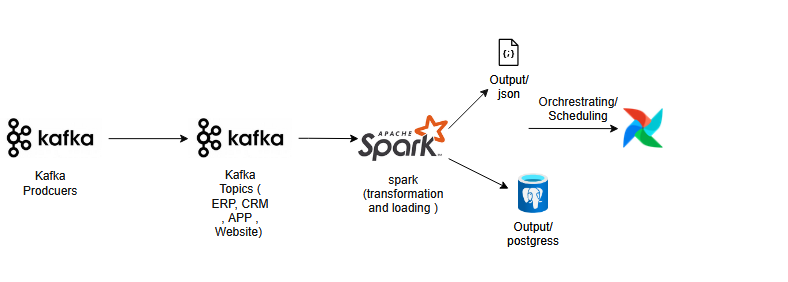 kafka
Kafka
Prodcuers
kafka
Kafka
Topics (
ERP, CRM
, APP ,
Website)
APACHE
Spark
spark
(transformation
and loading )
{;}
Output/
json
Output/
postgress
Orchrestrating/
Scheduling